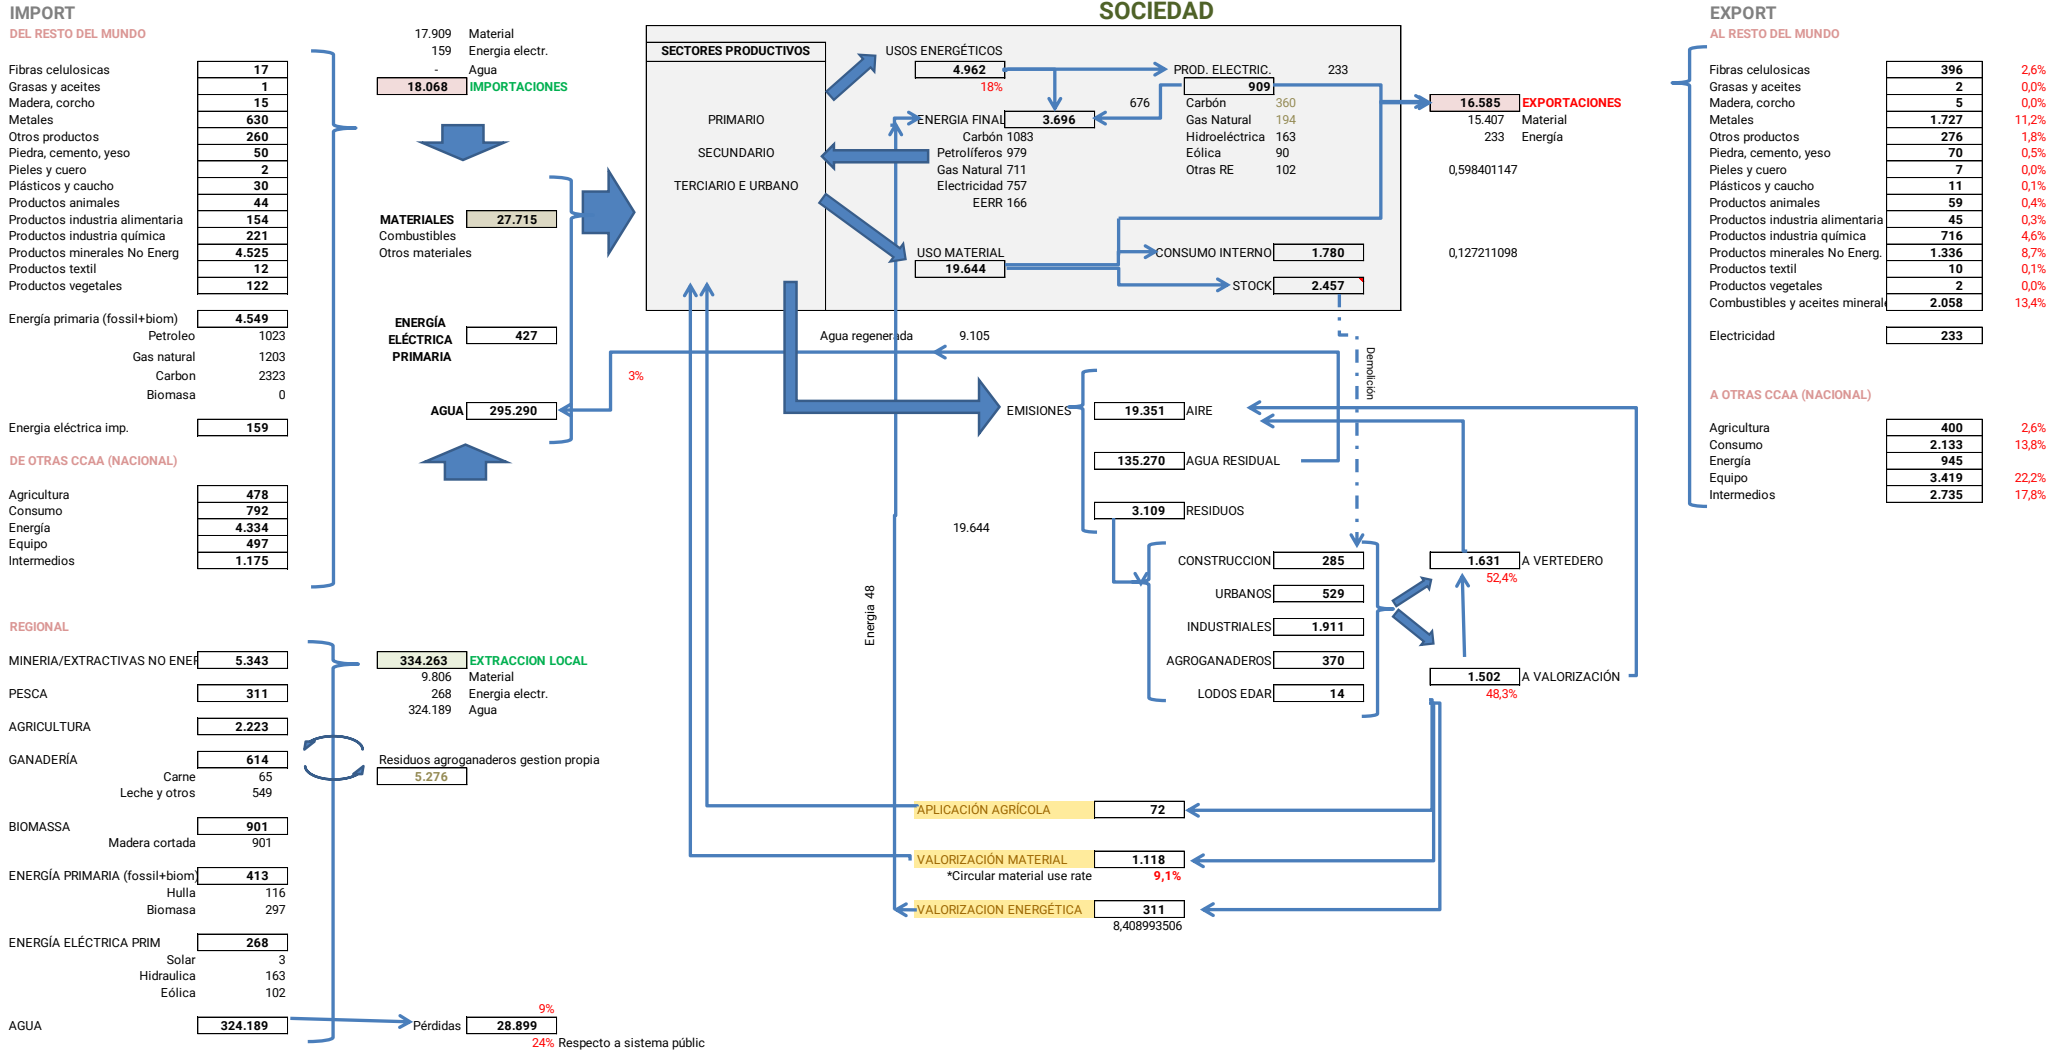 IMPORT
DEL RESTO DEL MUNDO
Fibras celulosicas 17
Grasas y aceites 1
Madera, corcho 15
Metales 630
Otros productos 260
Piedra, cemento, yeso 50
Pieles y cuero 2
Plásticos y caucho 30
Productos animales 44
Productos industria alimentaria 154
Productos industria química 221
Productos minerales No Energ 4.525
Productos textil 12
Productos vegetales 122
Energía primaria (fossil+biom) 4.549
Petroleo 1023
Gas natural 1203
Carbon 2323
Biomasa 0
Energia eléctrica imp. 159
DE OTRAS CCAA (NACIONAL)
Agricultura 478
Consumo 792
Energía 4.334
Equipo 497
Intermedios 1.175
REGIONAL
MINERIA/EXTRACTIVAS NO ENER 5.343
PESCA 311
AGRICULTURA 2.223
GANADERÍA 614
Carne 65
Leche y otros 549
BIOMASSA 901
Madera cortada 901
ENERGÍA PRIMARIA (fossil+biom) 413
Hulla 116
Biomasa 297
ENERGÍA ELÉCTRICA PRIM 268
Solar 3
Hidraulica 163
Eólica 102
AGUA 324.189
17.909 Material
159 Energia electr.
- Agua
18.068 IMPORTACIONES
MATERIALES 27.715
Combustibles
Otros materiales
ENERGÍA
ELÉCTRICA 427
PRIMARIA
3%
AGUA 295.290
334.263 EXTRACCION LOCAL
9.806 Material
268 Energia electr.
324.189 Agua
Residuos agroganaderos gestion propia
5.276
9%
Pérdidas 28.899
24% Respecto a sistema públic
SOCIEDAD
SECTORES PRODUCTIVOS
PRIMARIO
SECUNDARIO
TERCIARIO E URBANO
USOS ENERGÉTICOS
4.962
18%
ENERGIA FINAL 3.696
Carbón 1083
Petrolíferos 979
Gas Natural 711
Electricidad 757
EERR 166
676
PROD. ELECTRIC. 233
909
Carbón 360
Gas Natural 194
Hidroeléctrica 163
Eólica 90
Otras RE 102
USO MATERIAL
19.644
CONSUMO INTERNO 1.780
STOCK 2.457
Agua regenerada 9.105
Demolición
EMISIONES
19.351 AIRE
135.270 AGUA RESIDUAL
3.109 RESIDUOS
19.644
Energia 48
CONSTRUCCION 285
URBANOS 529
INDUSTRIALES 1.911
AGROGANADEROS 370
LODOS EDAR 14
1.631 A VERTEDERO
52,4%
1.502 A VALORIZACIÓN
48,3%
APLICACIÓN AGRÍCOLA 72
VALORIZACIÓN MATERIAL 1.118
*Circular material use rate 9,1%
VALORIZACION ENERGÉTICA 311
8,408993506
16.585 EXPORTACIONES
15.407 Material
233 Energía
0,598401147
0,127211098
EXPORT
AL RESTO DEL MUNDO
Fibras celulosicas 396 2,6%
Grasas y aceites 2 0,0%
Madera, corcho 5 0,0%
Metales 1.727 11,2%
Otros productos 276 1,8%
Piedra, cemento, yeso 70 0,5%
Pieles y cuero 7 0,0%
Plásticos y caucho 11 0,1%
Productos animales 59 0,4%
Productos industria alimentaria 45 0,3%
Productos industria química 716 4,6%
Productos minerales No Energ. 1.336 8,7%
Productos textil 10 0,1%
Productos vegetales 2 0,0%
Combustibles y aceites minerale 2.058 13,4%
Electricidad 233
A OTRAS CCAA (NACIONAL)
Agricultura 400 2,6%
Consumo 2.133 13,8%
Energía 945
Equipo 3.419 22,2%
Intermedios 2.735 17,8%